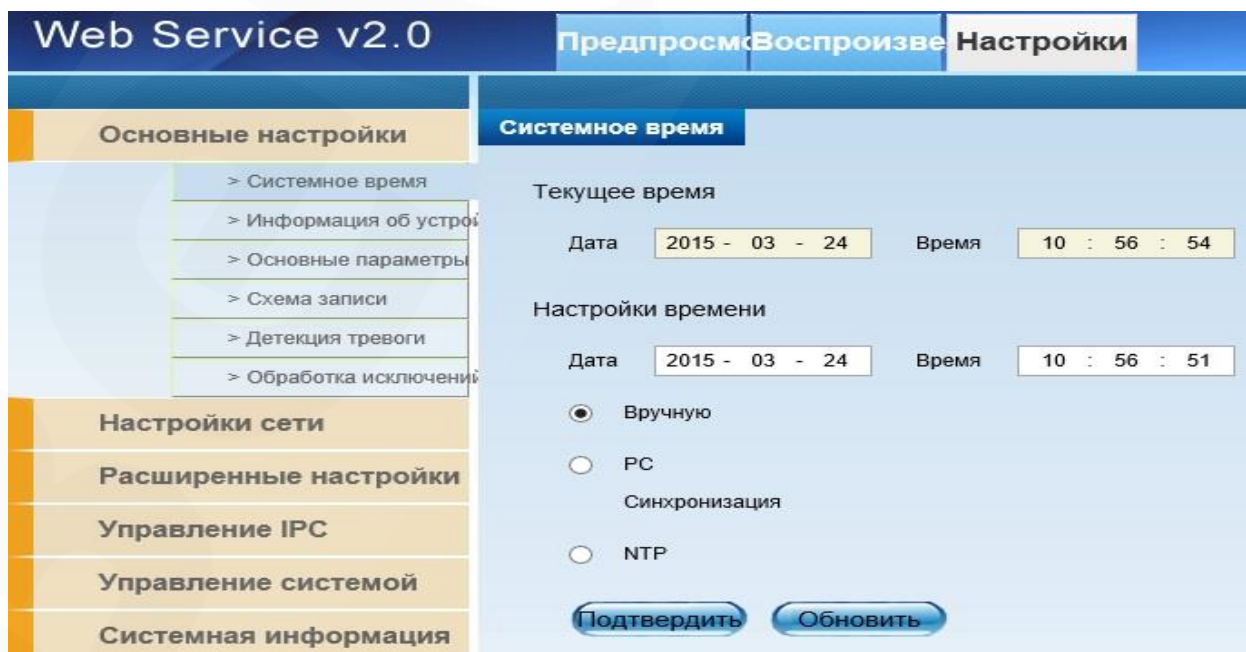 Web Service v2.0
Предпросм Воспроизве Настройки
Основные настройки
> Системное время
> Информация об устрой
> Основные параметры
> Схема записи
> Детекция тревоги
> Обработка исключений
Настройки сети
Расширенные настройки
Управление IPC
Управление системой
Системная информация
Системное время
Текущее время
Дата 2015 - 03 - 24 Время 10 : 56 : 54
Настройки времени
Дата 2015 - 03 - 24 Время 10 : 56 : 51
Вручную
PC
Синхронизация
NTP
Подтвердить Обновить